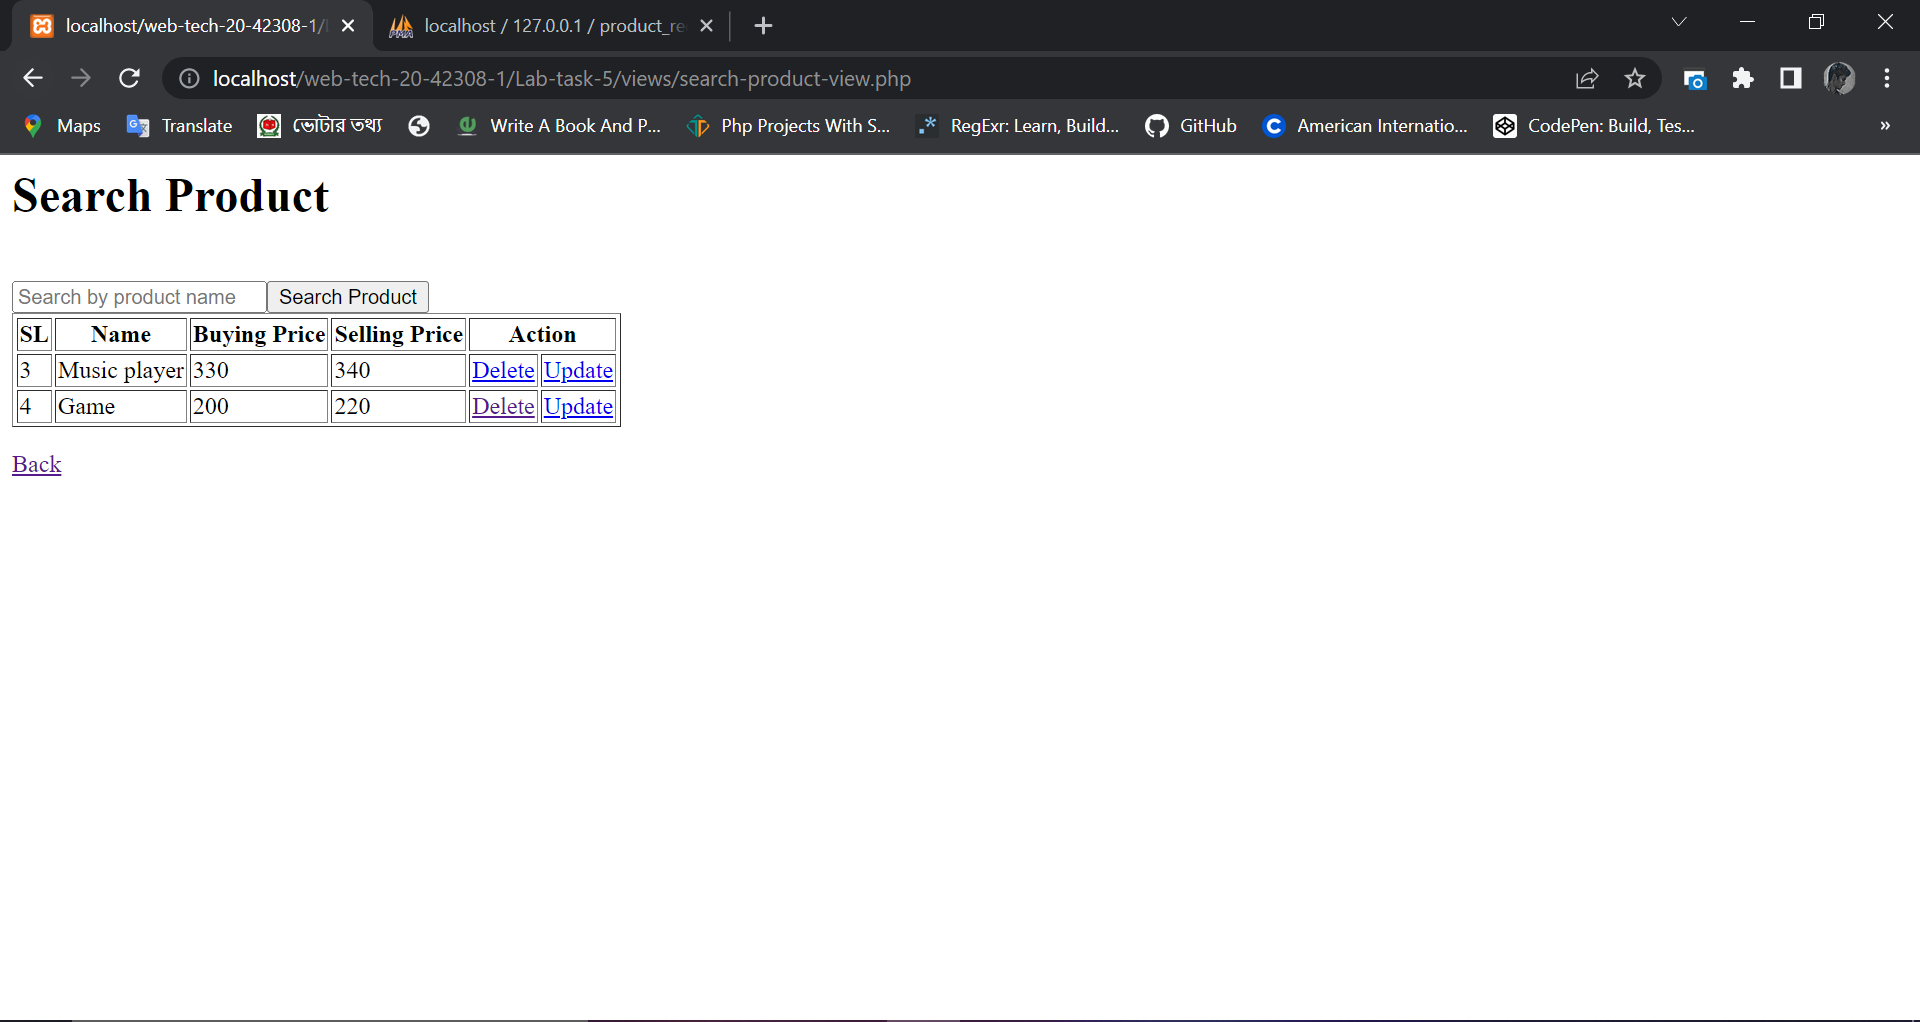 localhost/web-tech-20-42308-1/
localhost / 127.0.0.1 / product_re
localhost/web-tech-20-42308-1/Lab-task-5/views/search-product-view.php
Maps Translate ভোটার তথ্য Write A Book And P... Php Projects With S... RegExr: Learn, Build... GitHub American Internatio... CodePen: Build, Tes... »
Search Product
Search by product name Search Product
SL Name Buying Price Selling Price Action
3 Music player 330 340 Delete Update
4 Game 200 220 Delete Update
Back